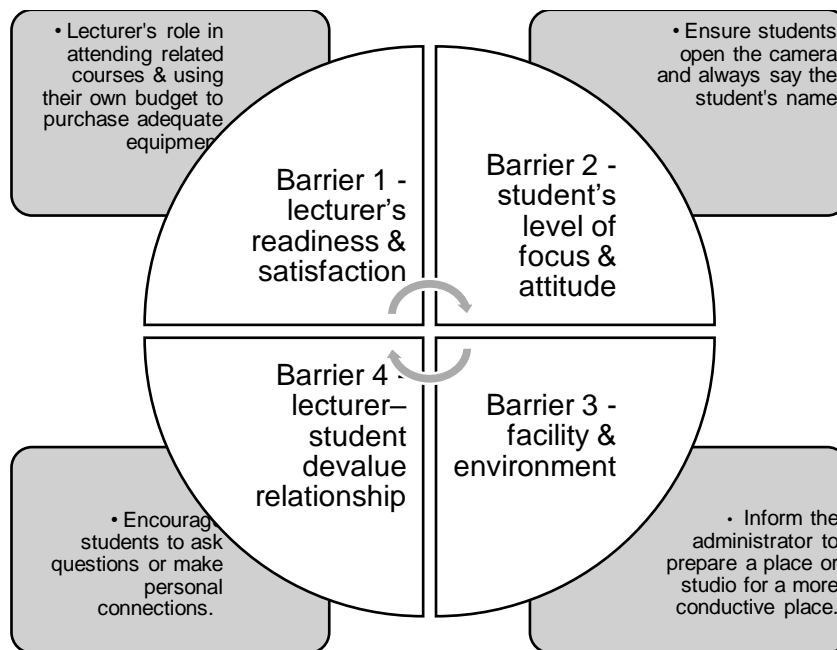 • Lecturer's role in
attending related
courses & using
their own budget to
purchase adequate
equipmen
• Ensure students
open the camera
and always say the
student's name
Barrier 1 -
lecturer's
readiness &
satisfaction
Barrier 2 -
student's
level of
focus &
attitude
Barrier 4 -
lecturer–
student
devalue
relationship
Barrier 3 -
facility &
environment
• Encourage
students to ask
questions or make
personal
connections.
• Inform the
administrator to
prepare a place or
studio for a more
conductive place.